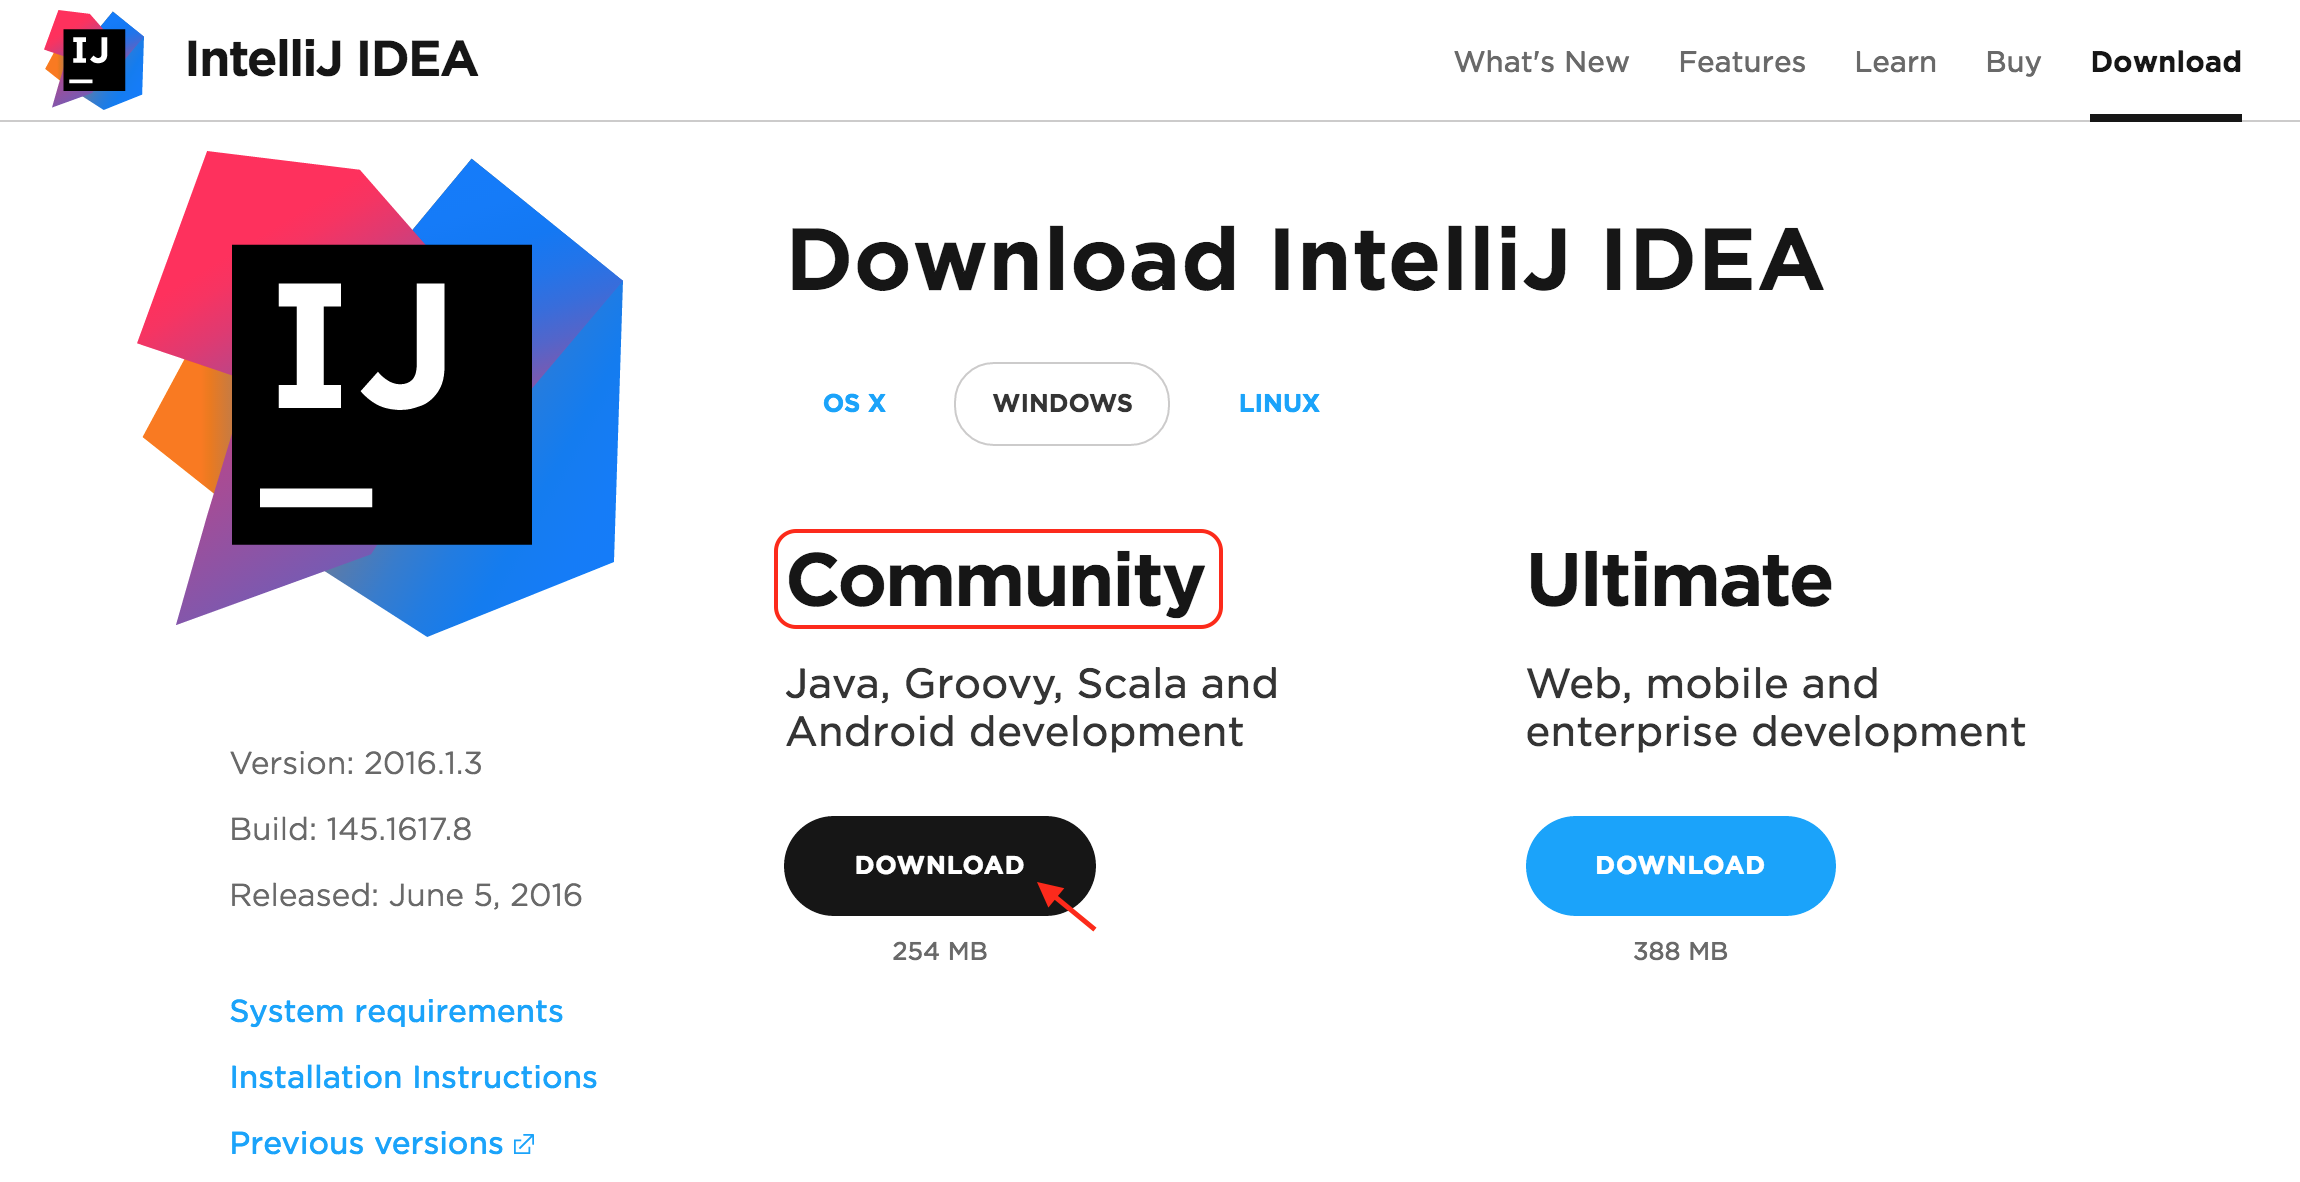 IJ
IntelliJ IDEA
What's New Features Learn Buy Download
IJ
Download IntelliJ IDEA
OS X WINDOWS LINUX
Community
Java, Groovy, Scala and
Android development
DOWNLOAD
254 MB
Ultimate
Web, mobile and
enterprise development
DOWNLOAD
388 MB
Version: 2016.1.3
Build: 145.1617.8
Released: June 5, 2016
System requirements
Installation Instructions
Previous versions